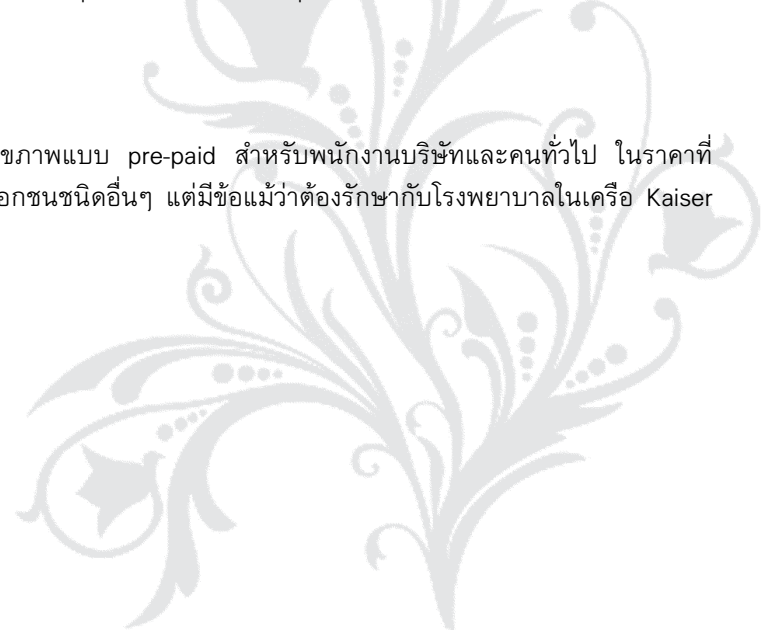 ขภาพแบบ pre-paid สำหรับพนักงานบริษัทและคนทั่วไป ในราคาที่
อกชนชนิดอื่นๆ แต่มีข้อแม้ว่าต้องรักษากับโรงพยาบาลในเครือ Kaiser